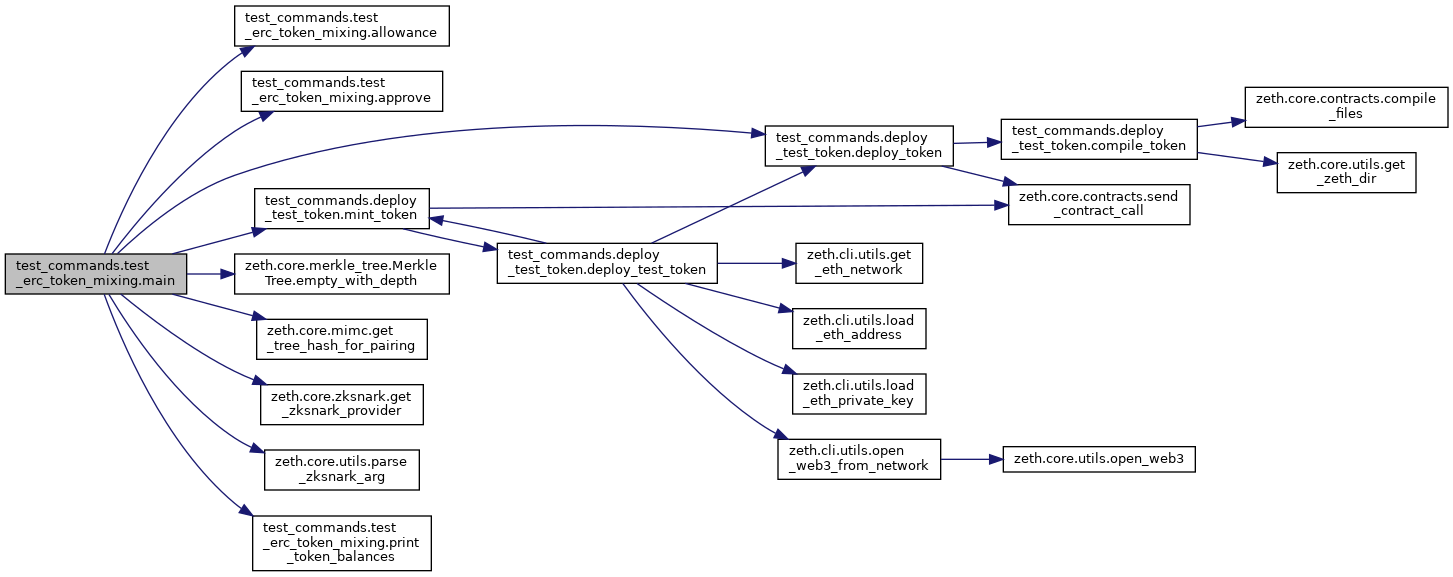 test_commands.test
_erc_token_mixing.main
test_commands.test
_erc_token_mixing.allowance
test_commands.test
_erc_token_mixing.approve
test_commands.deploy
_test_token.mint_token
zeth.core.merkle_tree.Merkle
Tree.empty_with_depth
zeth.core.mimc.get
_tree_hash_for_pairing
zeth.core.zksnark.get
_zksnark_provider
zeth.core.utils.parse
_zksnark_arg
test_commands.test
_erc_token_mixing.print
_token_balances
test_commands.deploy
_test_token.deploy_test_token
test_commands.deploy
_test_token.deploy_token
zeth.cli.utils.get
_eth_network
zeth.cli.utils.load
_eth_address
zeth.cli.utils.load
_eth_private_key
zeth.cli.utils.open
_web3_from_network
test_commands.deploy
_test_token.compile_token
zeth.core.contracts.send
_contract_call
zeth.core.utils.open_web3
zeth.core.contracts.compile
_files
zeth.core.utils.get
_zeth_dir